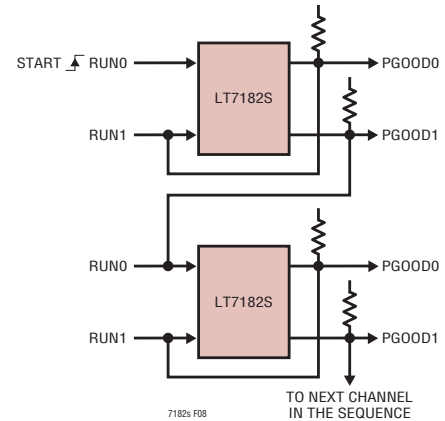 START RUN0
PGOOD0
LT7182S
RUN1
PGOOD1
RUN0
PGOOD0
LT7182S
RUN1
PGOOD1
TO NEXT CHANNEL
IN THE SEQUENCE
7182s F08